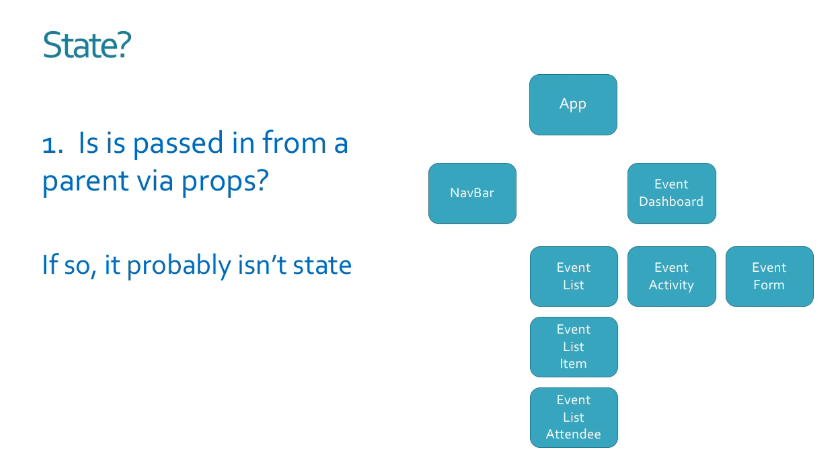 State?
1. Is is passed in from a
parent via props?
If so, it probably isn't state
App
NavBar
Event
Dashboard
Event
List
Event
Activity
Event
Form
Event
List
Item
Event
List
Attendee